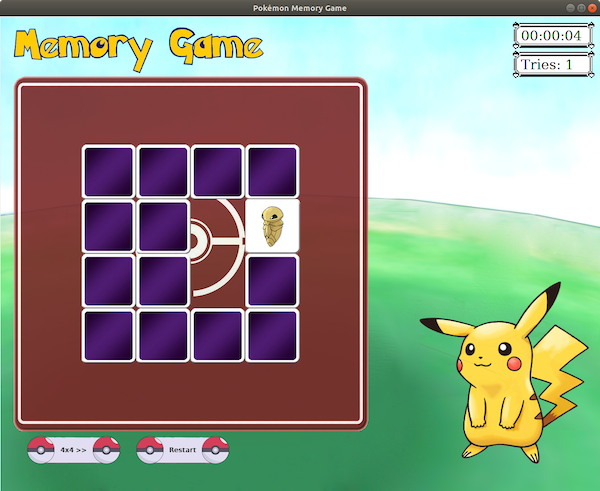 Pokémon Memory Game
Memory Game
00:00:04
Tries: 1
4x4 >>
Restart